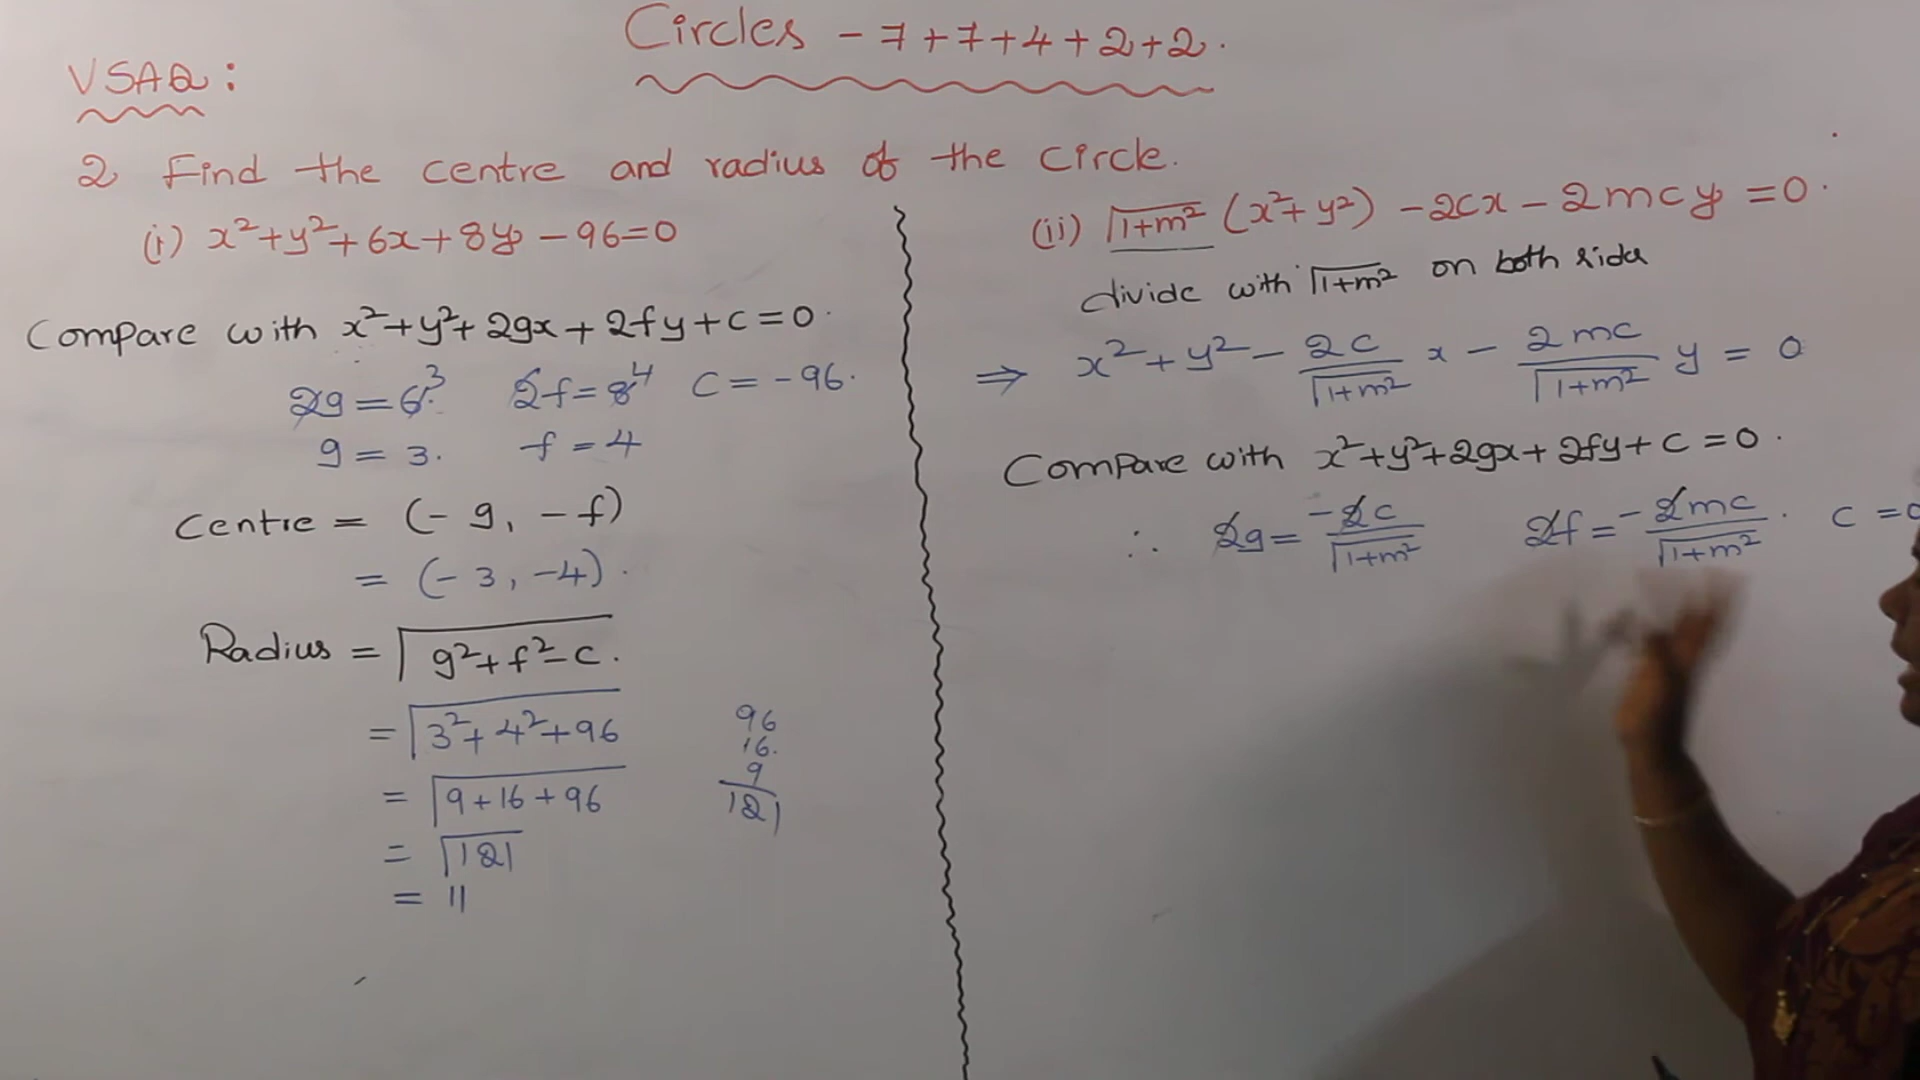 Circles - 7+7+4+2+2.
VSAQ:
2 Find the centre and radius of the circle.
(i) x²+y²+6x+8y-96=0
Compare with x²+y²+2gx+2fy+c=0.
2g=6 3 2f=8 4 c=-96.
g=3. f=4
Centre = (-g, -f)
= (-3, -4).
Radius = √g²+f²-c.
= √3²+4²+96
= √9+16+96
= √121
= 11
96
16.
9
121
(ii) √1+m² (x²+y²) -2cx - 2mcy =0.
divide with √1+m² on both sides
⇒ x²+y² - 2c/√1+m² x - 2mc/√1+m² y = 0
Compare with x²+y²+2gx+2fy+c=0.
∴ 2g = -2c/√1+m² 2f = -2mc/√1+m². c =0